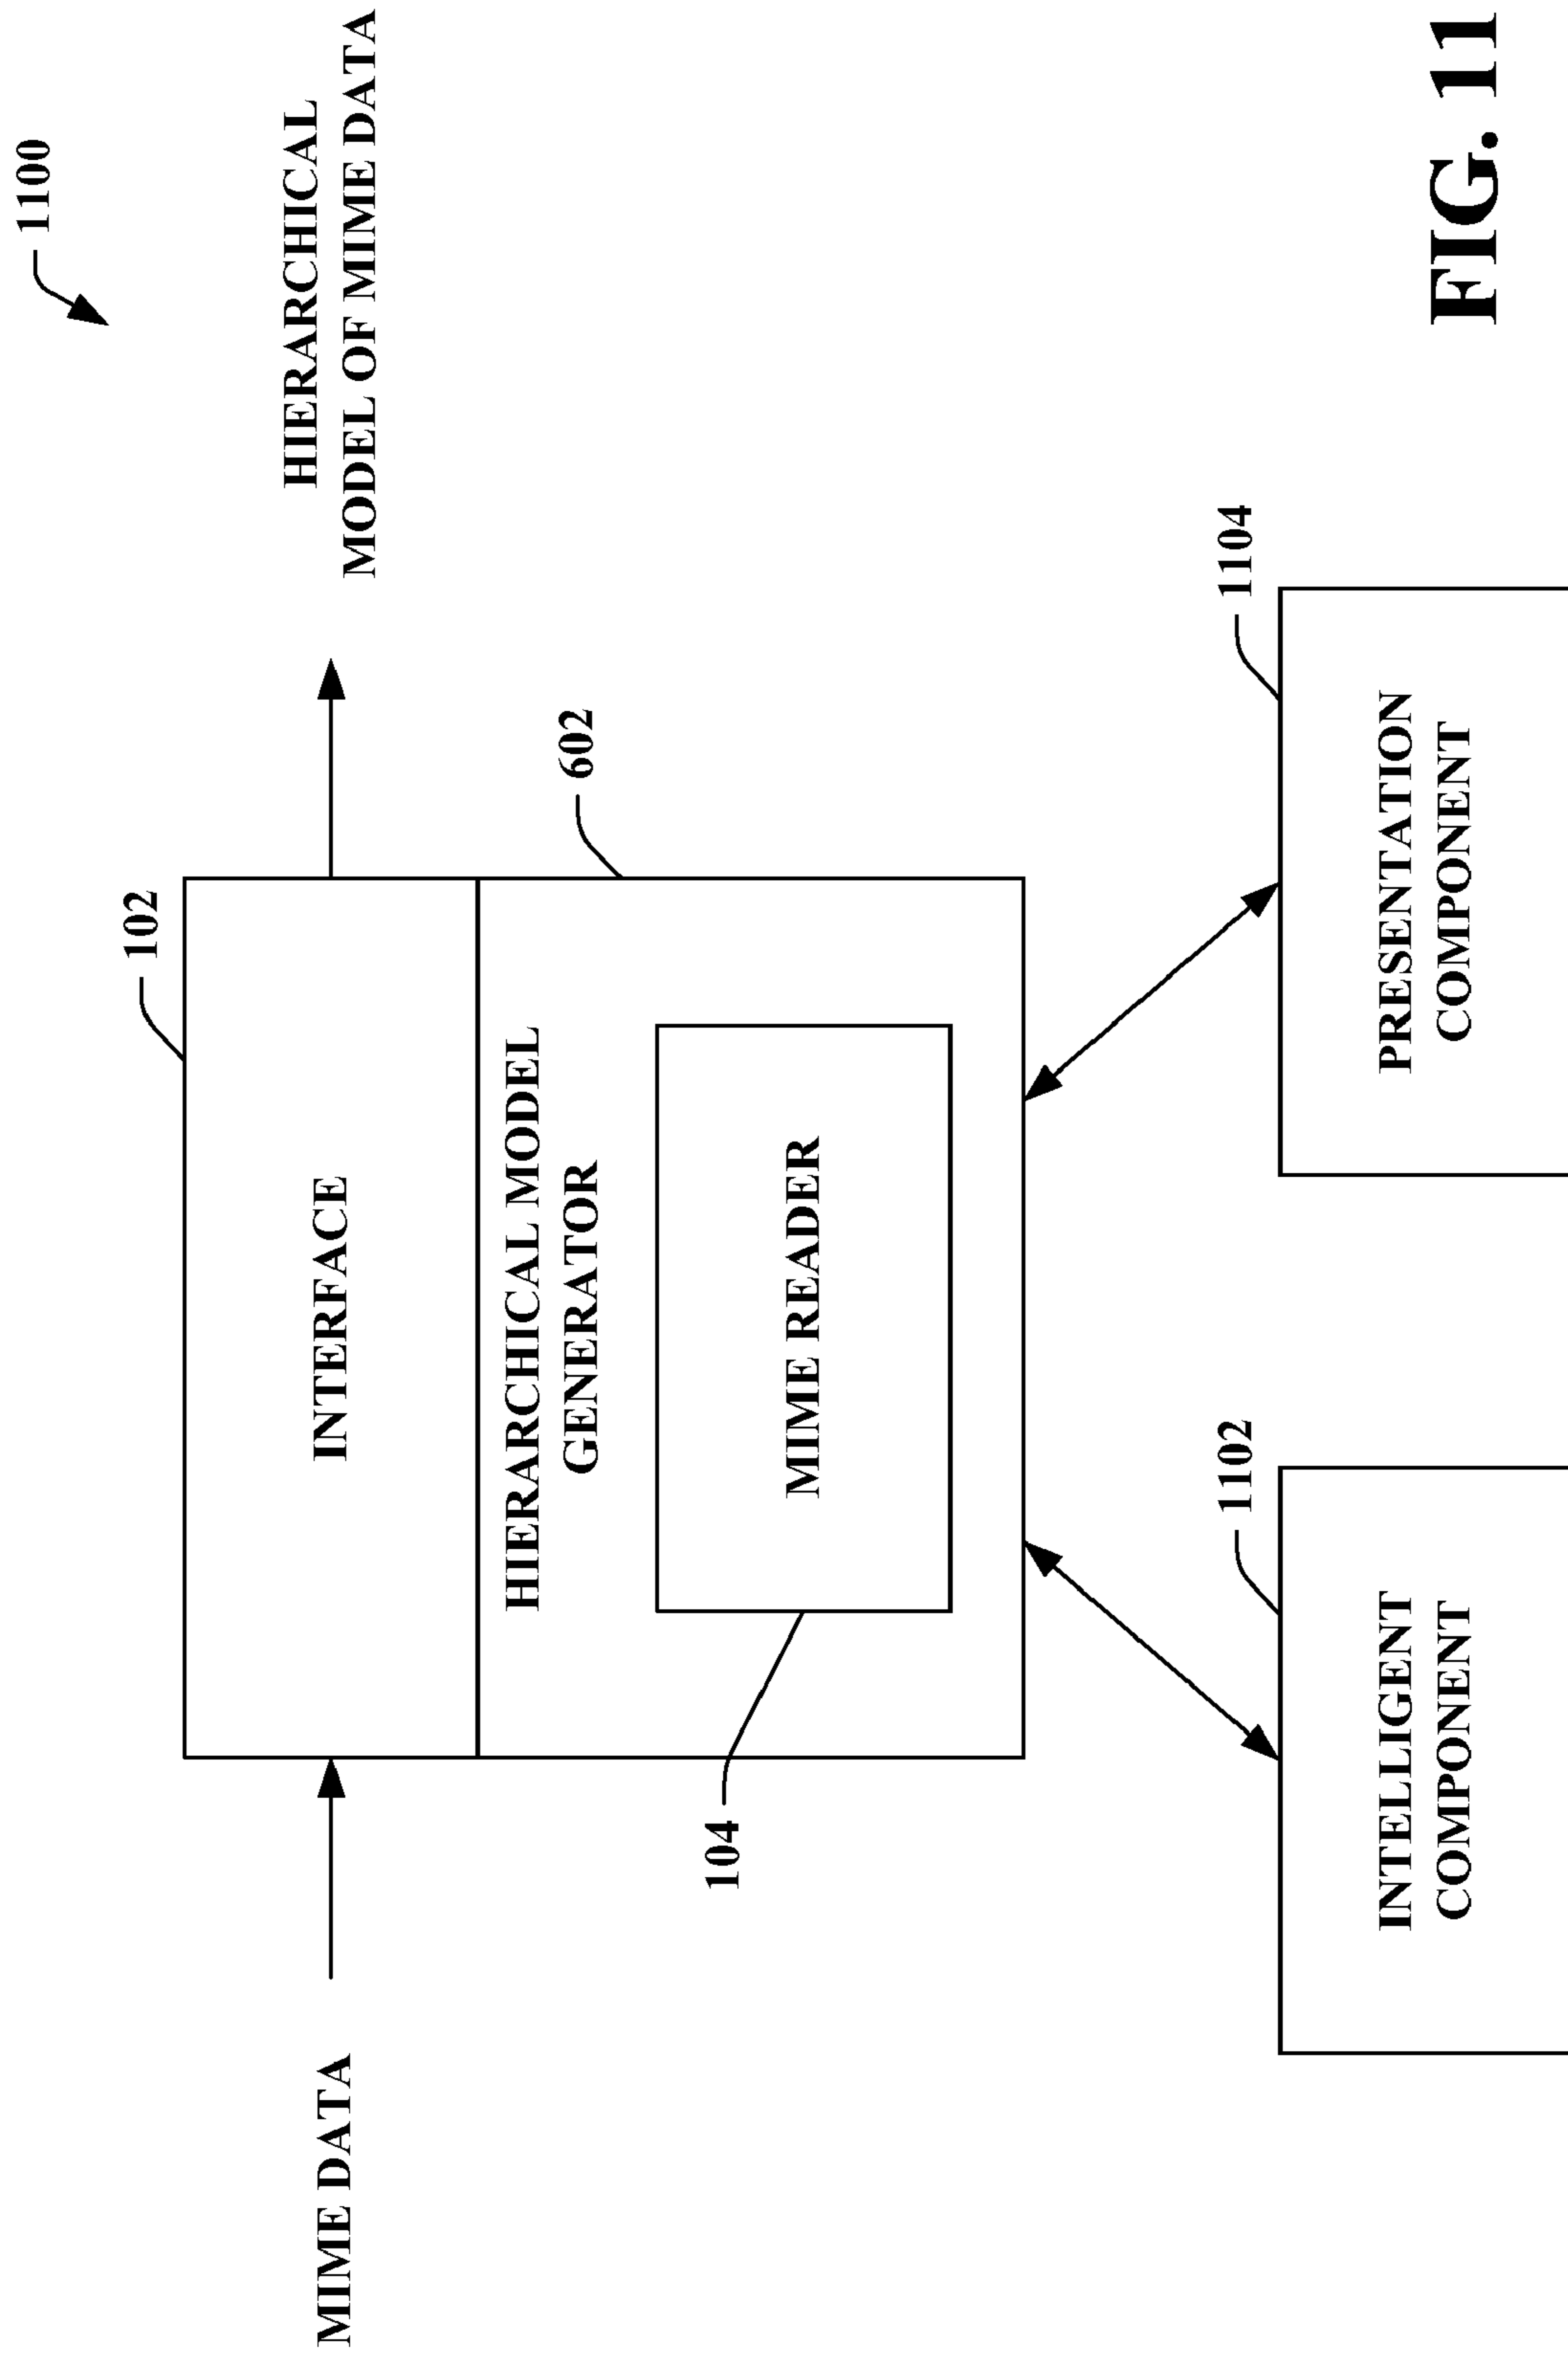 1100
MIME DATA
102
INTERFACE
HIERARCHICAL
MODEL OF MIME DATA
HIERARCHICAL MODEL
GENERATOR
602
MIME READER
104
1102
INTELLIGENT
COMPONENT
1104
PRESENTATION
COMPONENT
FIG. 11